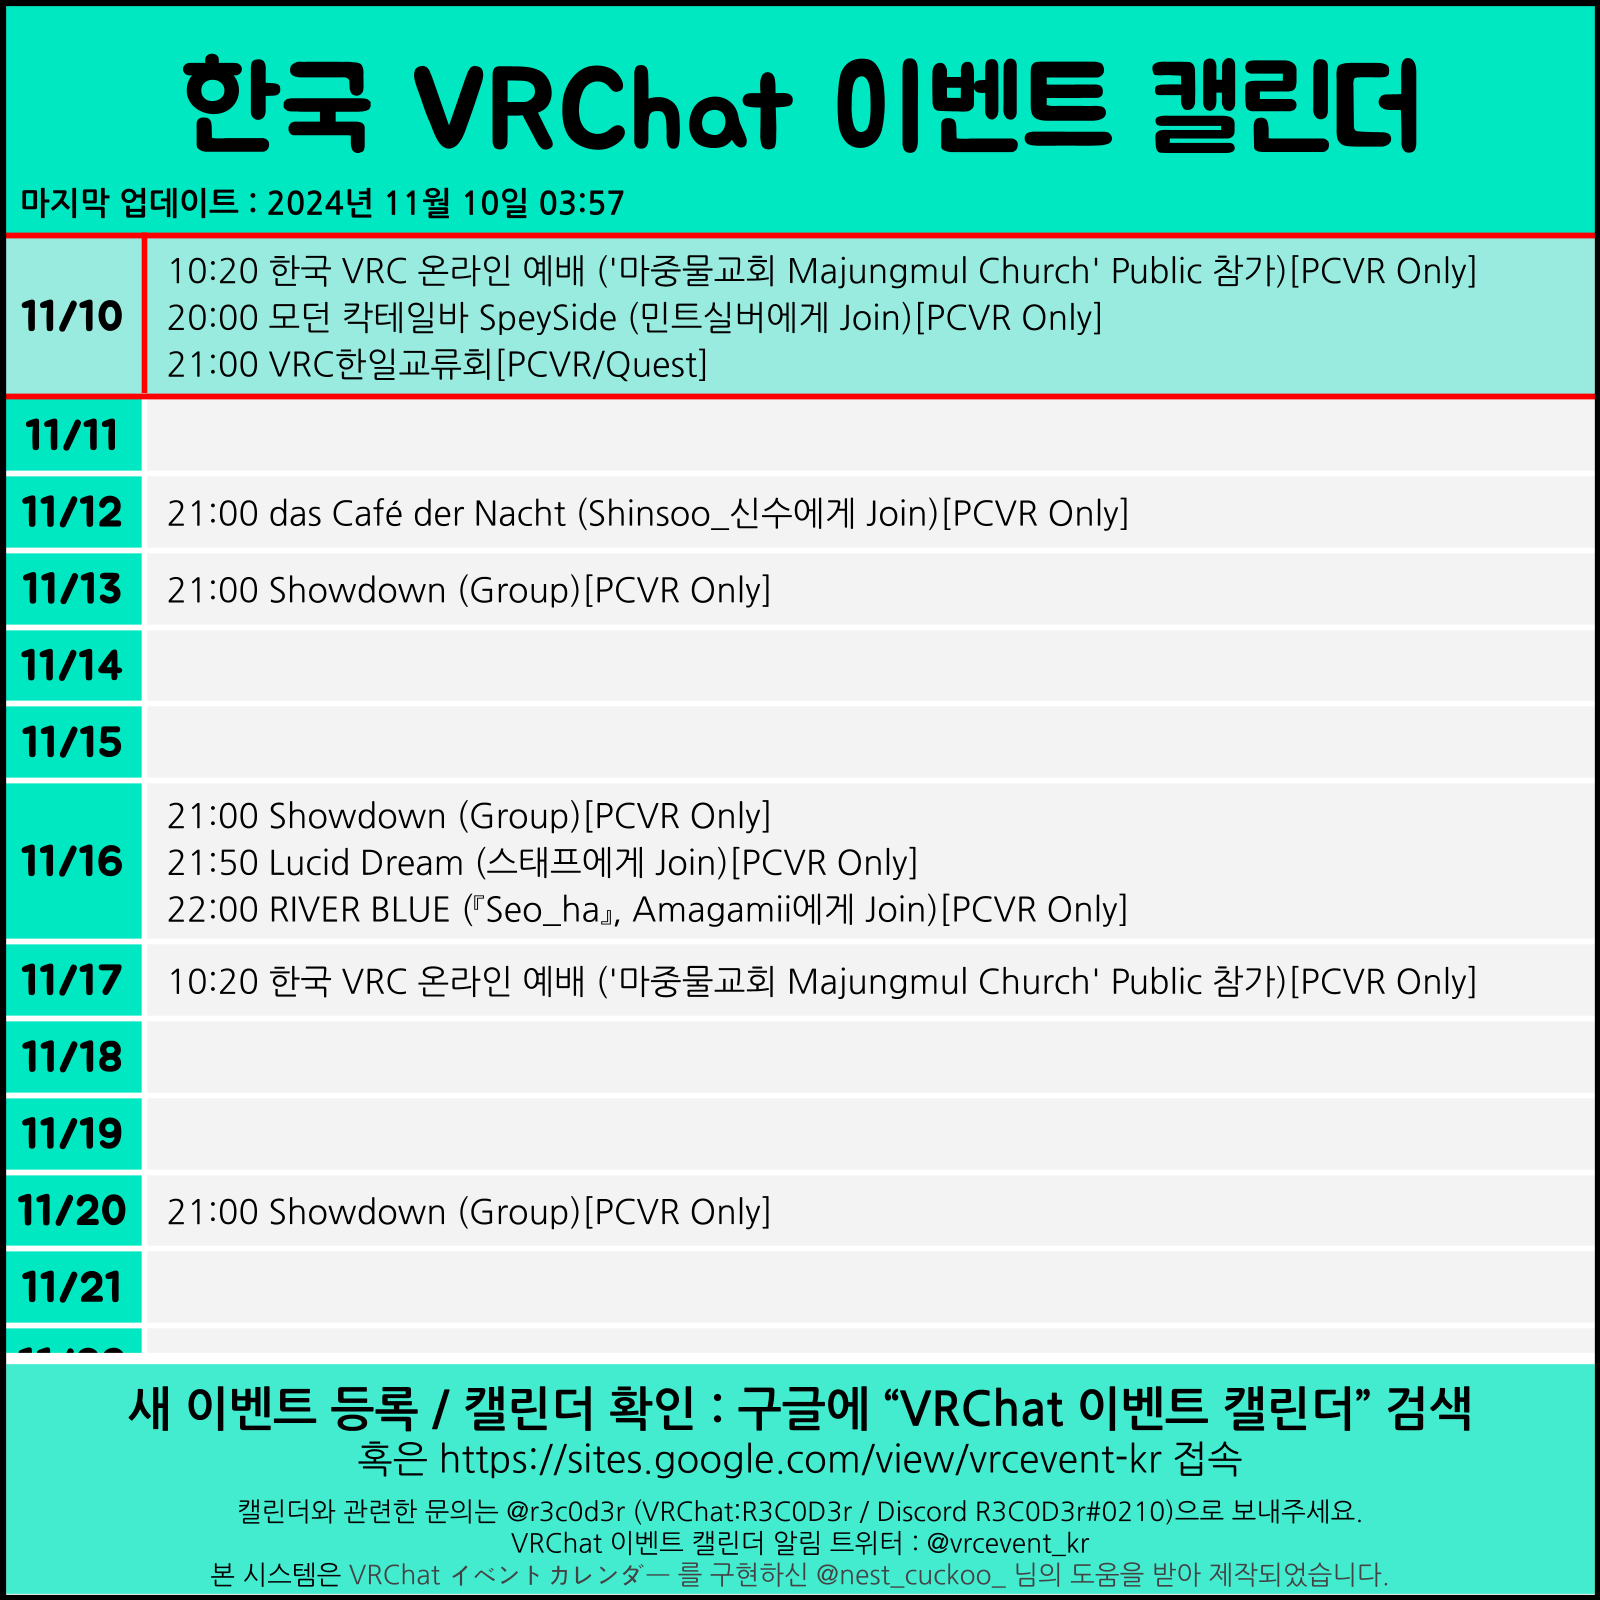 한국 VRChat 이벤트 캘린더
마지막 업데이트 : 2024년 11월 10일 03:57
11/10
10:20 한국 VRC 온라인 예배 ('마중물교회 Majungmul Church' Public 참가)[PCVR Only]
20:00 모던 칵테일바 SpeySide (민트실버에게 Join)[PCVR Only]
21:00 VRC한일교류회[PCVR/Quest]
11/11
11/12
21:00 das Café der Nacht (Shinsoo_신수에게 Join)[PCVR Only]
11/13
21:00 Showdown (Group)[PCVR Only]
11/14
11/15
11/16
21:00 Showdown (Group)[PCVR Only]
21:50 Lucid Dream (스태프에게 Join)[PCVR Only]
22:00 RIVER BLUE (『Seo_ha』, Amagamii에게 Join)[PCVR Only]
11/17
10:20 한국 VRC 온라인 예배 ('마중물교회 Majungmul Church' Public 참가)[PCVR Only]
11/18
11/19
11/20
21:00 Showdown (Group)[PCVR Only]
11/21
새 이벤트 등록 / 캘린더 확인 : 구글에 “VRChat 이벤트 캘린더” 검색
혹은 https://sites.google.com/view/vrcevent-kr 접속
캘린더와 관련한 문의는 @r3c0d3r (VRChat:R3C0D3r / Discord R3C0D3r#0210)으로 보내주세요.
VRChat 이벤트 캘린더 알림 트위터 : @vrcevent_kr
본 시스템은 VRChat イベントカレンダー 를 구현하신 @nest_cuckoo_ 님의 도움을 받아 제작되었습니다.